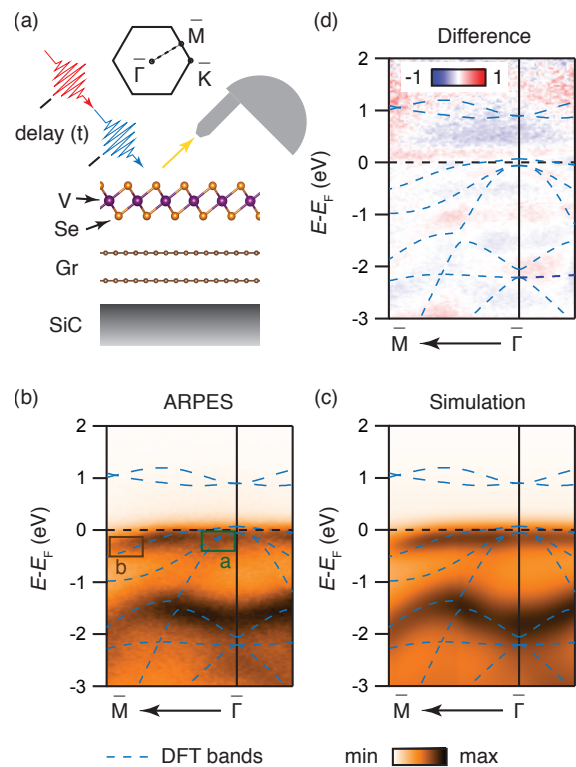 (a)
M̅
Γ̅
K̅
delay (t)
V
Se
Gr
SiC
(d)
Difference
-1
1
2
1
0
-1
-2
-3
E-E_F (eV)
M̅
Γ̅
(b)
ARPES
2
1
0
-1
-2
-3
E-E_F (eV)
b
a
M̅
Γ̅
(c)
Simulation
2
1
0
-1
-2
-3
E-E_F (eV)
M̅
Γ̅
DFT bands
min
max